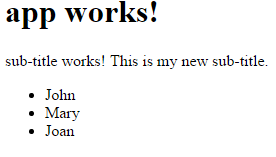 app works!
sub-title works! This is my new sub-title.
John
Mary
Joan